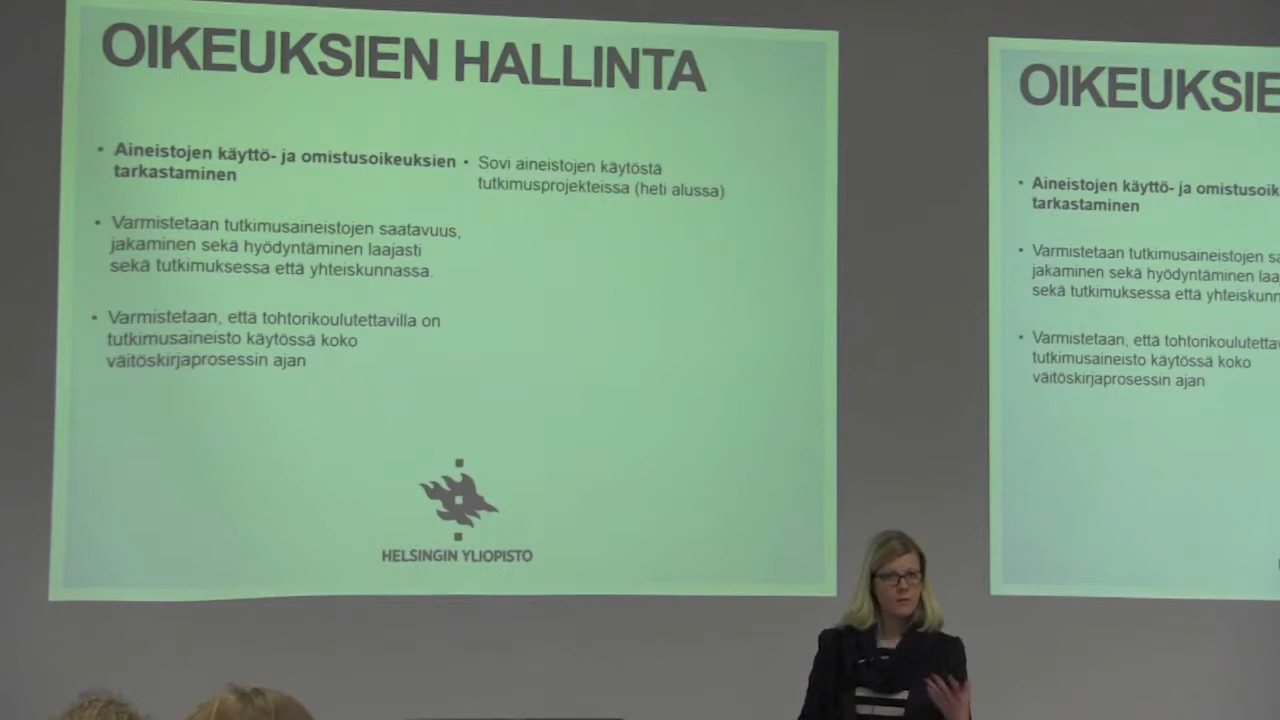 OIKEUKSIEN HALLINTA
• Aineistojen käyttö- ja omistusoikeuksien
tarkastaminen
• Varmistetaan tutkimusaineistojen saatavuus,
jakaminen sekä hyödyntäminen laajasti
sekä tutkimuksessa että yhteiskunnassa.
• Varmistetaan, että tohtorikoulutettavilla on
tutkimusaineisto käytössä koko
väitöskirjaprosessin ajan
• Sovi aineistojen käytöstä
tutkimusprojekteissa (heti alussa)
HELSINGIN YLIOPISTO
OIKEUKSIE
• Aineistojen käyttö- ja omistusoik
tarkastaminen
• Varmistetaan tutkimusaineistojen sa
jakaminen sekä hyödyntäminen laa
sekä tutkimuksessa että yhteiskunn
• Varmistetaan, että tohtorikoulutetta
tutkimusaineisto käytössä koko
väitöskirjaprosessin ajan